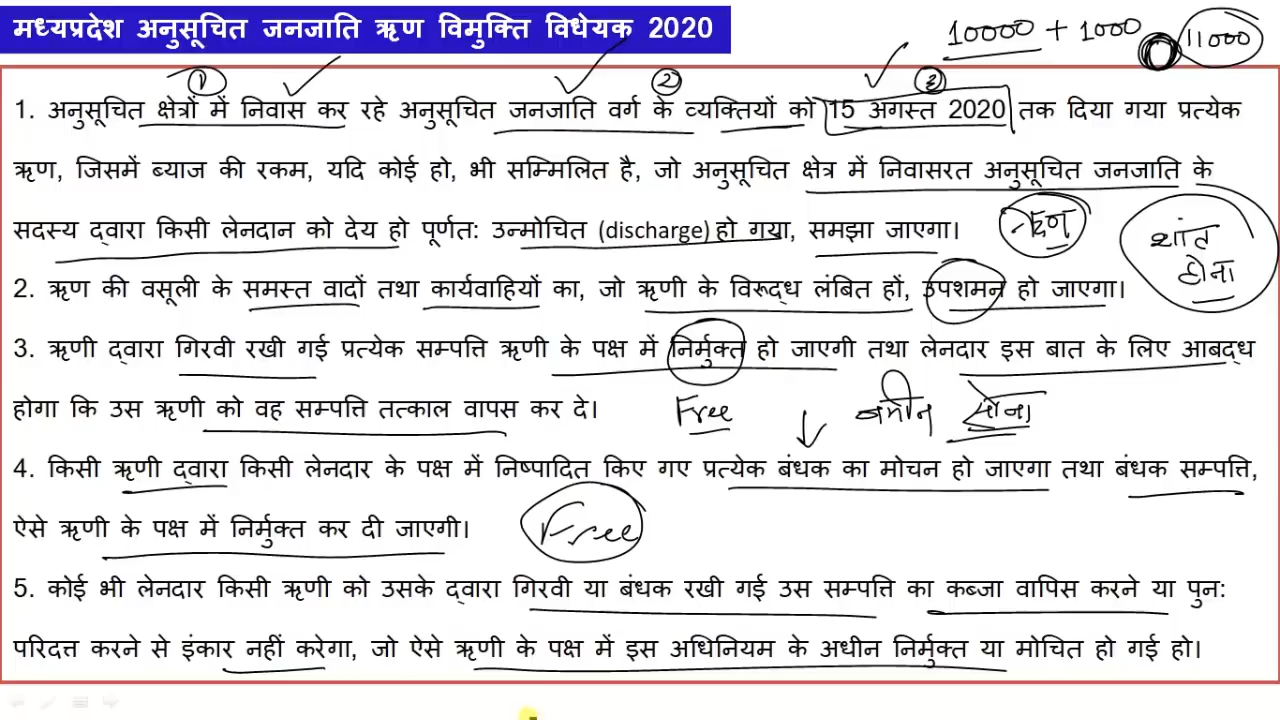 मध्यप्रदेश अनुसूचित जनजाति ऋण विमुक्ति विधेयक 2020
10000 + 1000
11000
1
2
3
1. अनुसूचित क्षेत्रों में निवास कर रहे अनुसूचित जनजाति वर्ग के व्यक्तियों को 15 अगस्त 2020 तक दिया गया प्रत्येक
ऋण, जिसमें ब्याज की रकम, यदि कोई हो, भी सम्मिलित है, जो अनुसूचित क्षेत्र में निवासरत अनुसूचित जनजाति के
सदस्य द्वारा किसी लेनदान को देय हो पूर्णत: उन्मोचित (discharge) हो गया, समझा जाएगा।
ऋण
शांत
होना
2. ऋण की वसूली के समस्त वादों तथा कार्यवाहियों का, जो ऋणी के विरूद्ध लंबित हों, उपशमन हो जाएगा।
3. ऋणी द्वारा गिरवी रखी गई प्रत्येक सम्पत्ति ऋणी के पक्ष में निर्मुक्त हो जाएगी तथा लेनदार इस बात के लिए आबद्ध
होगा कि उस ऋणी को वह सम्पत्ति तत्काल वापस कर दे।
Free जमीन सोना
4. किसी ऋणी द्वारा किसी लेनदार के पक्ष में निष्पादित किए गए प्रत्येक बंधक का मोचन हो जाएगा तथा बंधक सम्पत्ति,
ऐसे ऋणी के पक्ष में निर्मुक्त कर दी जाएगी।
Free
5. कोई भी लेनदार किसी ऋणी को उसके द्वारा गिरवी या बंधक रखी गई उस सम्पत्ति का कब्जा वापिस करने या पुन:
परिदत्त करने से इंकार नहीं करेगा, जो ऐसे ऋणी के पक्ष में इस अधिनियम के अधीन निर्मुक्त या मोचित हो गई हो।